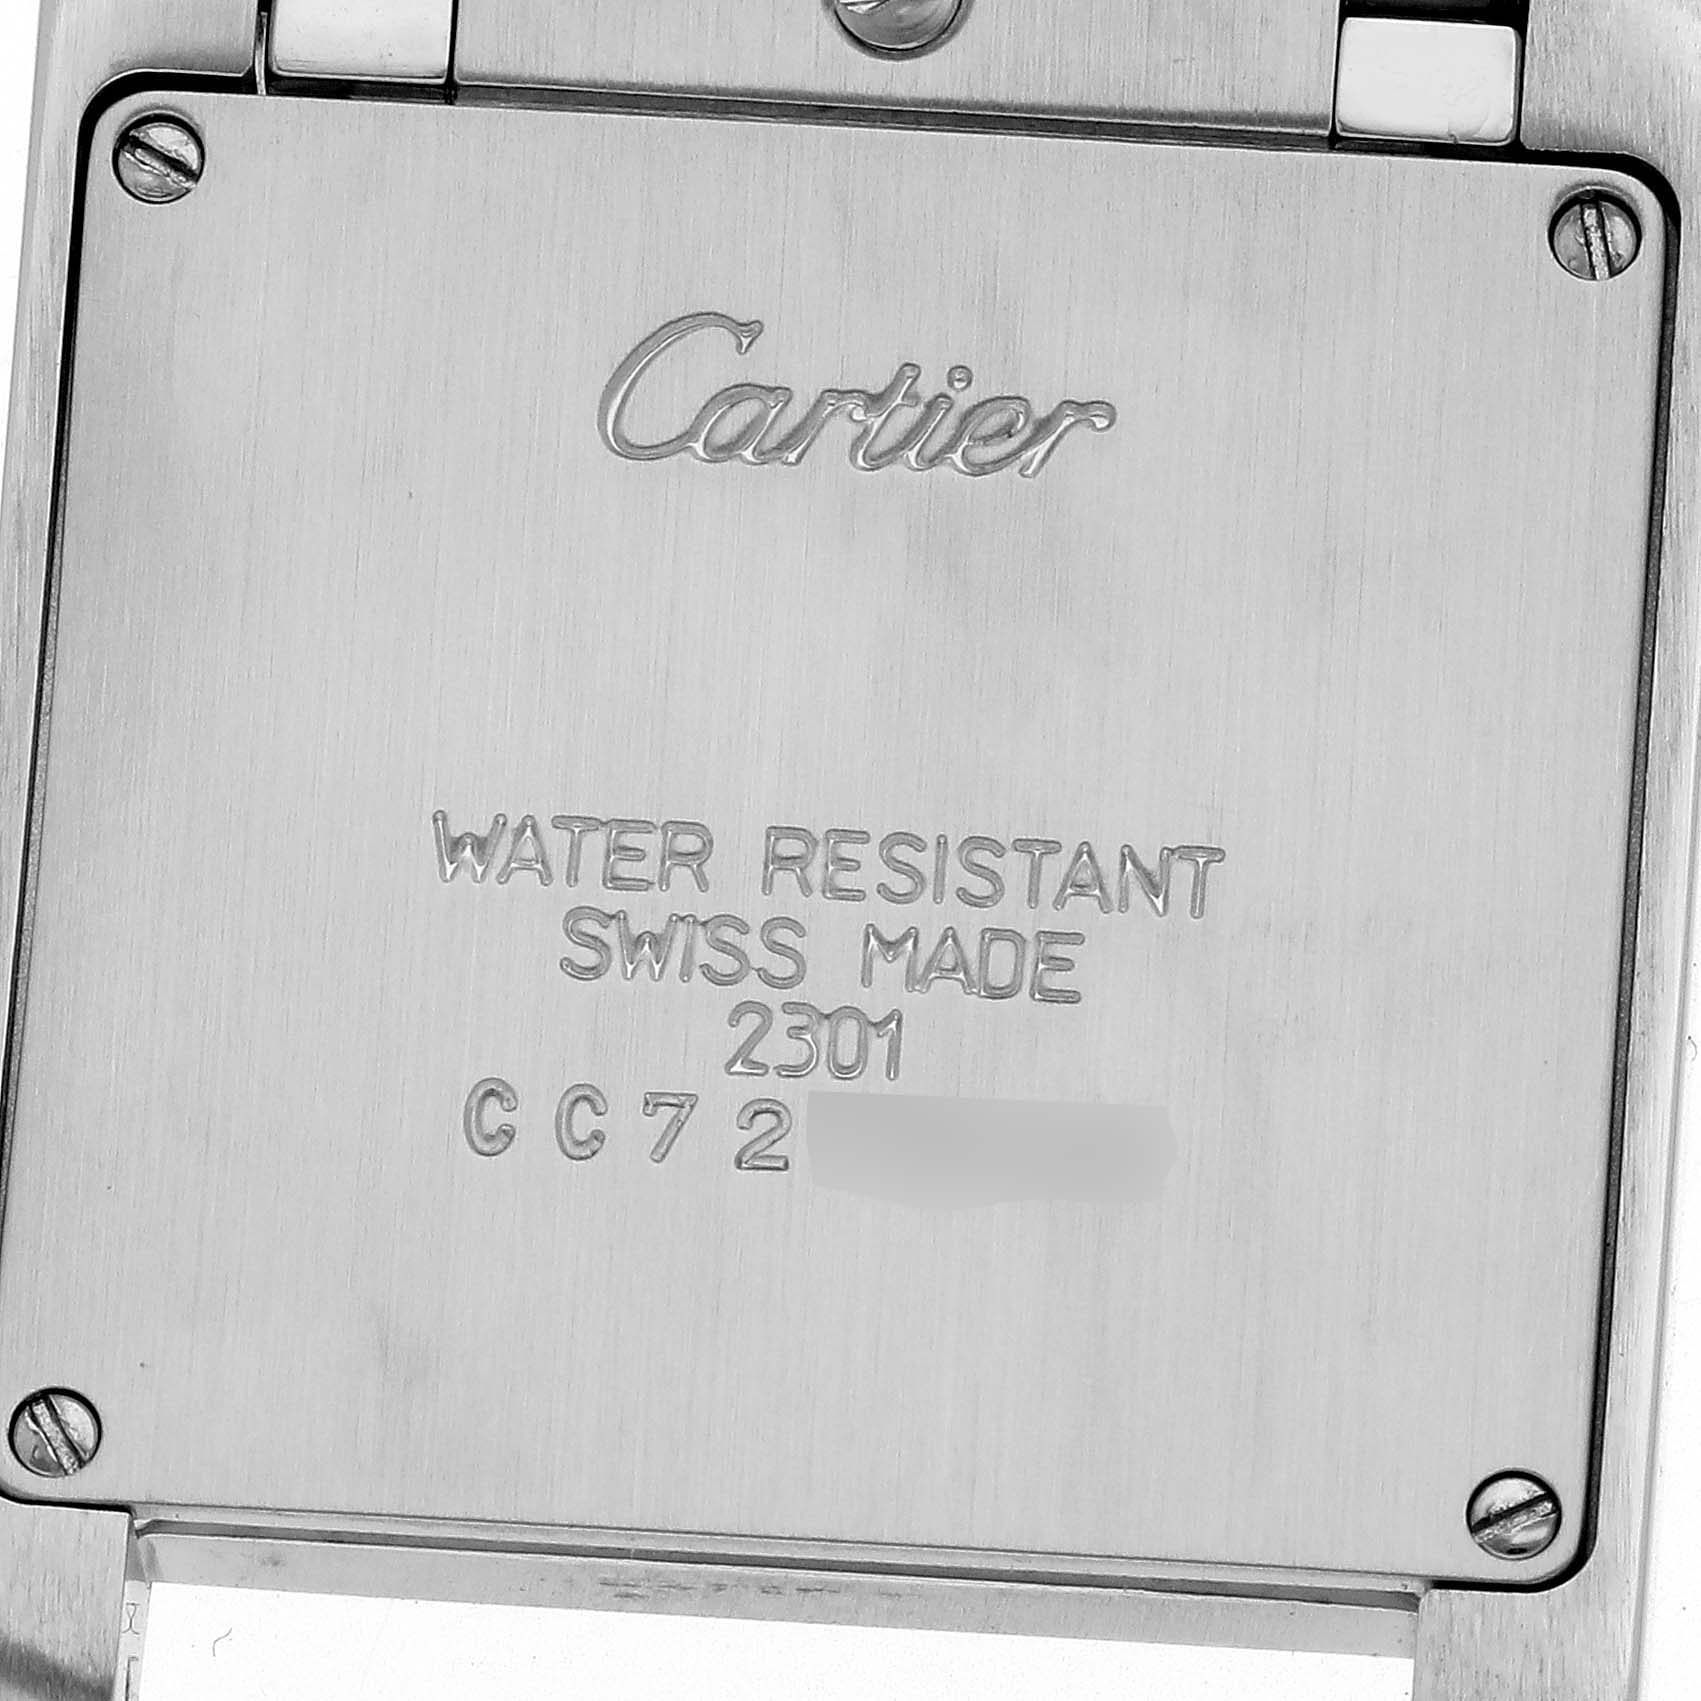 Cartier
WATER RESISTANT
SWISS MADE
2301
CC72